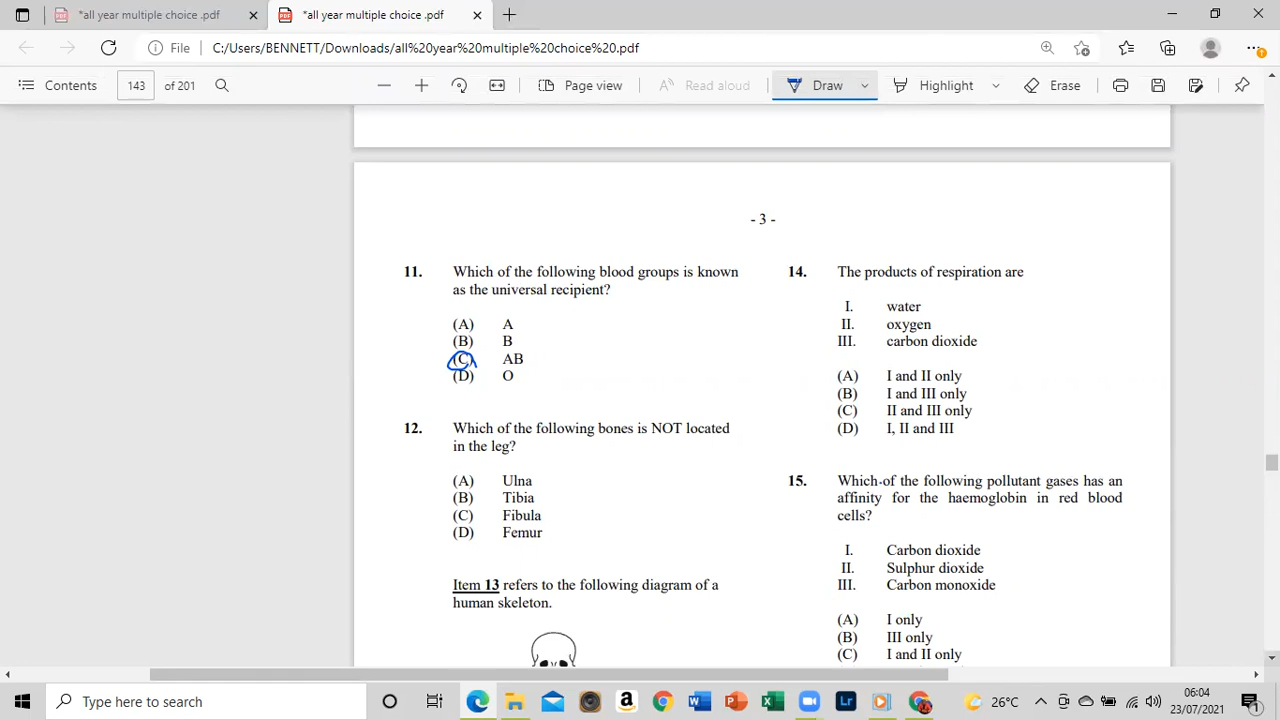 *all year multiple choice .pdf
*all year multiple choice .pdf
File
C:/Users/BENNETT/Downloads/all%20year%20multiple%20choice%20.pdf
Contents
143 of 201
Page view
Read aloud
Draw
Highlight
Erase
- 3 -
11. Which of the following blood groups is known
as the universal recipient?
(A) A
(B) B
(C) AB
(D) O
12. Which of the following bones is NOT located
in the leg?
(A) Ulna
(B) Tibia
(C) Fibula
(D) Femur
Item 13 refers to the following diagram of a
human skeleton.
14. The products of respiration are
I. water
II. oxygen
III. carbon dioxide
(A) I and II only
(B) I and III only
(C) II and III only
(D) I, II and III
15. Which of the following pollutant gases has an
affinity for the haemoglobin in red blood
cells?
I. Carbon dioxide
II. Sulphur dioxide
III. Carbon monoxide
(A) I only
(B) III only
(C) I and II only
Type here to search
26°C
06:04
23/07/2021